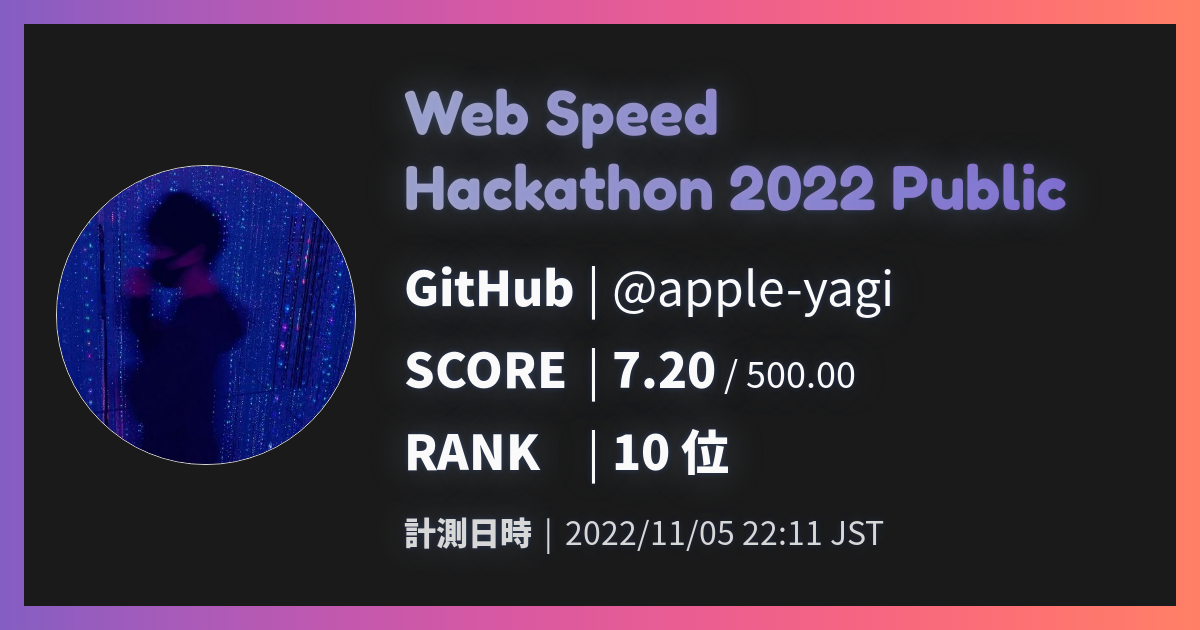 Web Speed
Hackathon 2022 Public
GitHub | @apple-yagi
SCORE | 7.20 / 500.00
RANK | 10 位
計測日時 | 2022/11/05 22:11 JST